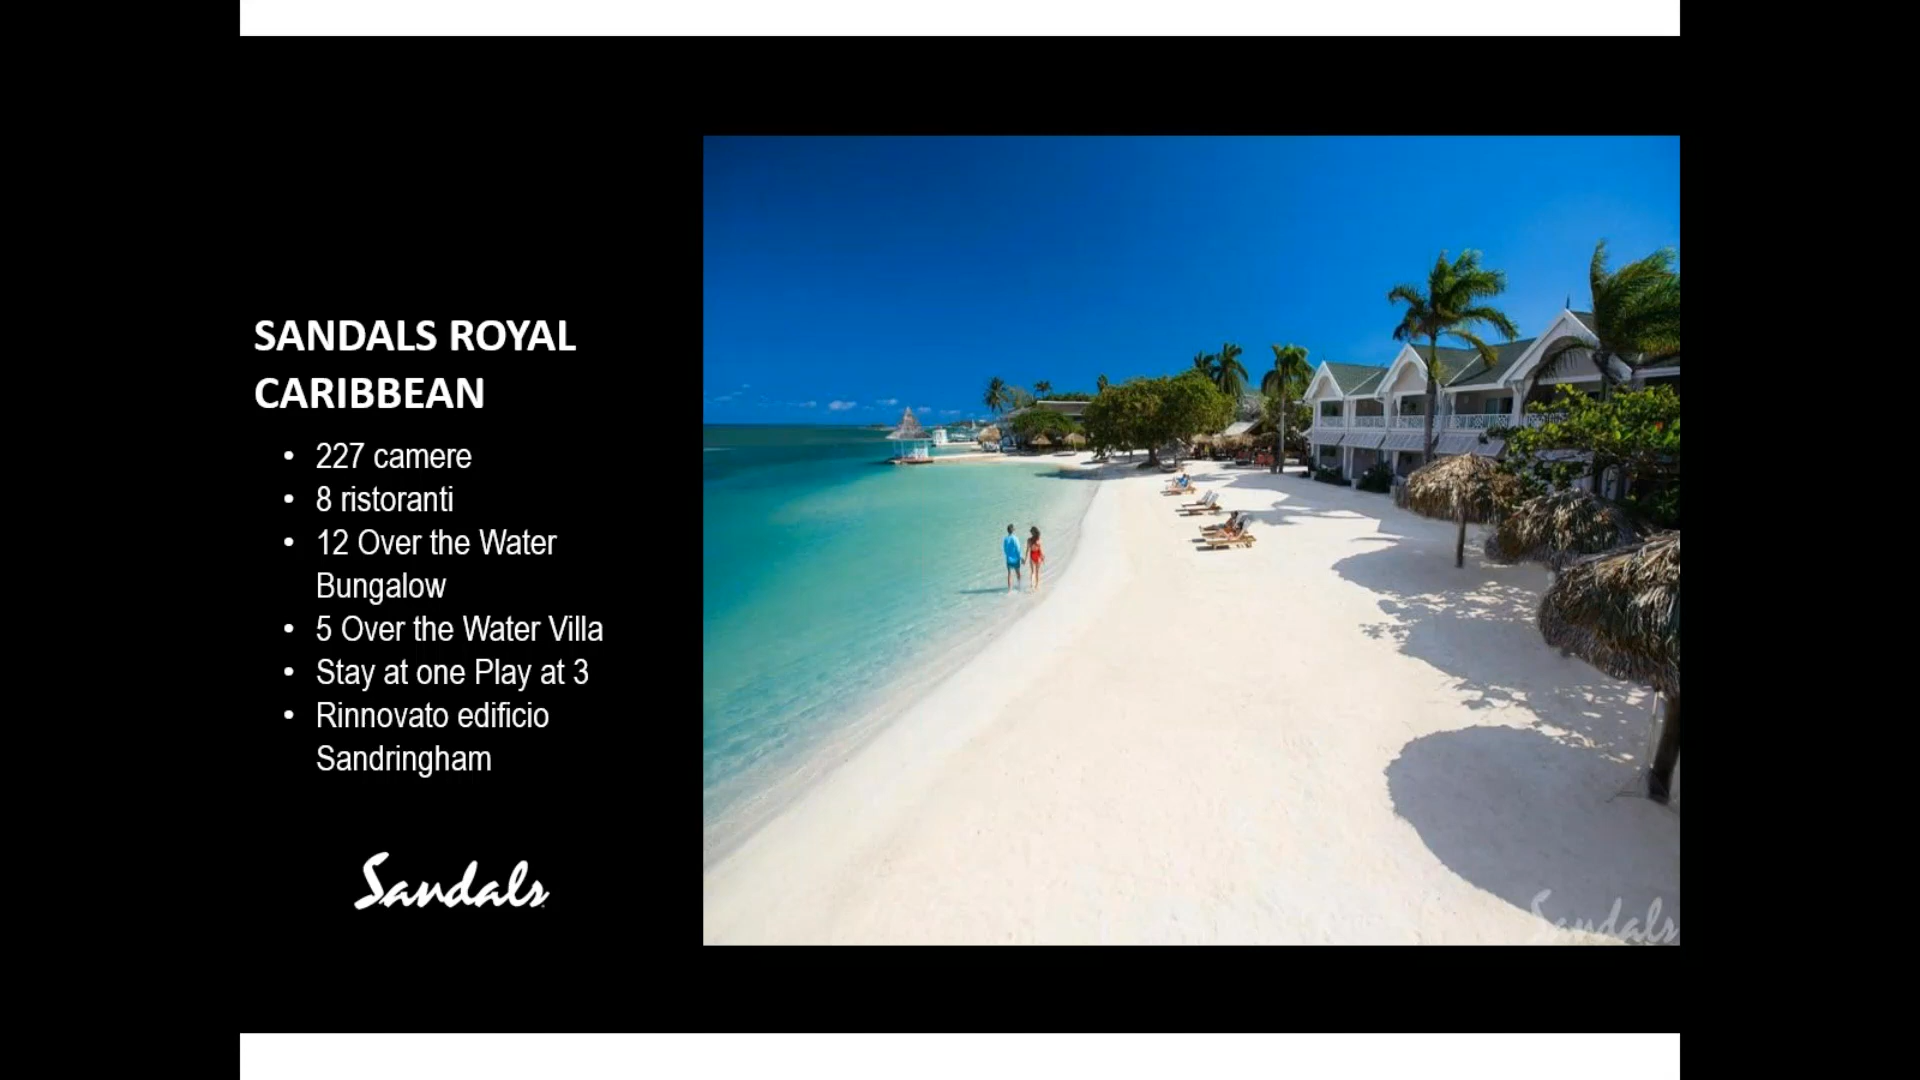 SANDALS ROYAL
CARIBBEAN
• 227 camere
• 8 ristoranti
• 12 Over the Water
Bungalow
• 5 Over the Water Villa
• Stay at one Play at 3
• Rinnovato edificio
Sandringham
Sandals
Sandals